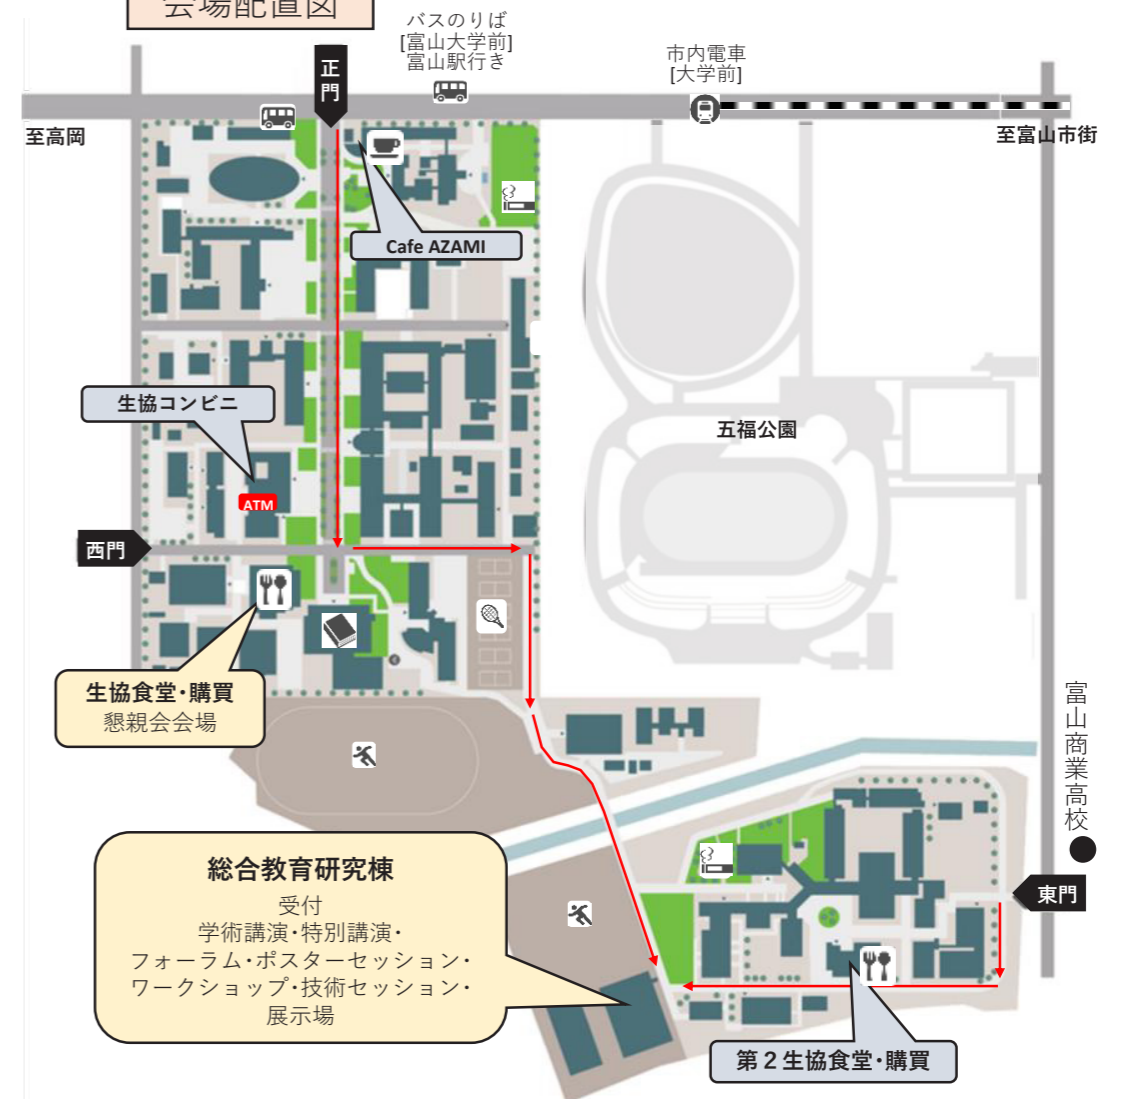 会場配置図
バスのりば
[富山大学前]
富山駅行き
市内電車
[大学前]
正門
至高岡
至富山市街
Cafe AZAMI
生協コンビニ
五福公園
ATM
西門
生協食堂・購買
懇親会会場
富山商業高校
総合教育研究棟
受付
学術講演・特別講演・
フォーラム・ポスターセッション・
ワークショップ・技術セッション・
展示場
東門
第２生協食堂・購買